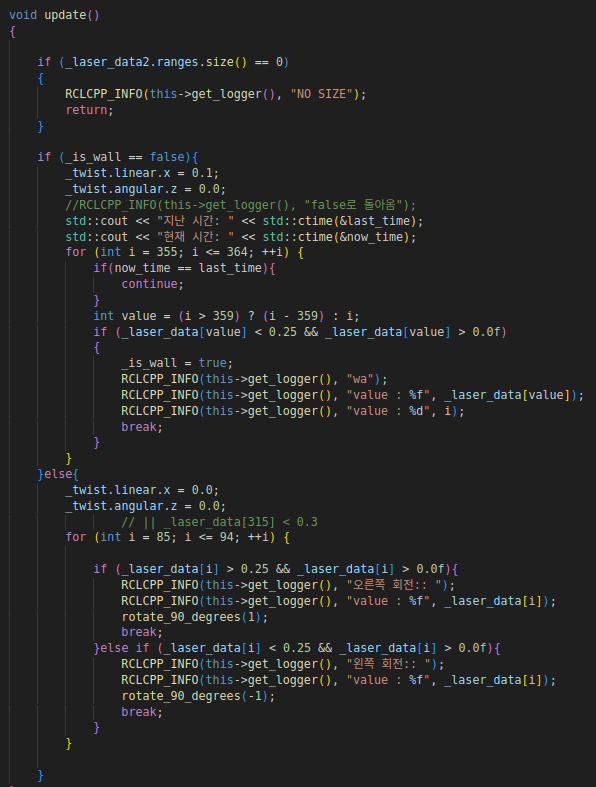 void update()
{
if (_laser_data2.ranges.size() == 0)
{
RCLCPP_INFO(this->get_logger(), "NO SIZE");
return;
}
if (_is_wall == false){
_twist.linear.x = 0.1;
_twist.angular.z = 0.0;
//RCLCPP_INFO(this->get_logger(), "false로 돌아옴");
std::cout << "지난 시간: " << std::ctime(&last_time);
std::cout << "현재 시간: " << std::ctime(&now_time);
for (int i = 355; i <= 364; ++i) {
if(now_time == last_time){
continue;
}
int value = (i > 359) ? (i - 359) : i;
if (_laser_data[value] < 0.25 && _laser_data[value] > 0.0f)
{
_is_wall = true;
RCLCPP_INFO(this->get_logger(), "wa");
RCLCPP_INFO(this->get_logger(), "value : %f", _laser_data[value]);
RCLCPP_INFO(this->get_logger(), "value : %d", i);
break;
}
}
}else{
_twist.linear.x = 0.0;
_twist.angular.z = 0.0;
// || _laser_data[315] < 0.3
for (int i = 85; i <= 94; ++i) {
if (_laser_data[i] > 0.25 && _laser_data[i] > 0.0f){
RCLCPP_INFO(this->get_logger(), "오른쪽 회전:: ");
RCLCPP_INFO(this->get_logger(), "value : %f", _laser_data[i]);
rotate_90_degrees(1);
break;
}else if (_laser_data[i] < 0.25 && _laser_data[i] > 0.0f){
RCLCPP_INFO(this->get_logger(), "왼쪽 회전:: ");
RCLCPP_INFO(this->get_logger(), "value : %f", _laser_data[i]);
rotate_90_degrees(-1);
break;
}
}
}